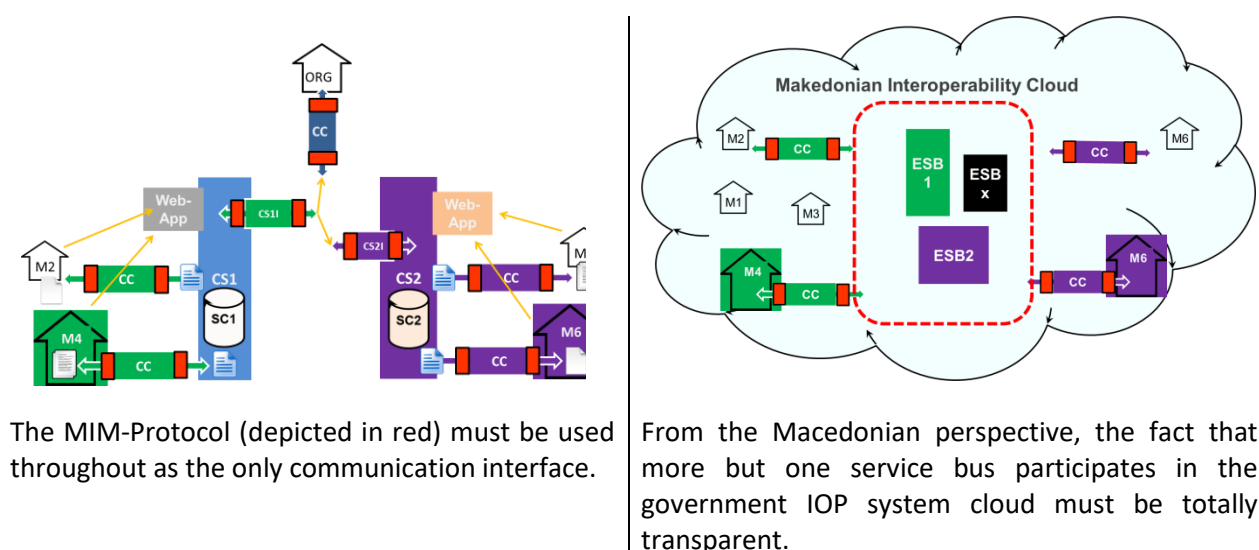 ORG
CC
Web-
App
CS1I
CS2I
Web-
App
M2
CC
CS1
SC1
M4
CC
CS2
SC2
CC
M
M6
CC
The MIM-Protocol (depicted in red) must be used
throughout as the only communication interface.
Makedonian Interoperability Cloud
M2
CC
M1
M3
ESB
1
ESB
x
ESB2
CC
M6
M4
CC
CC
M6
From the Macedonian perspective, the fact that
more but one service bus participates in the
government IOP system cloud must be totally
transparent.